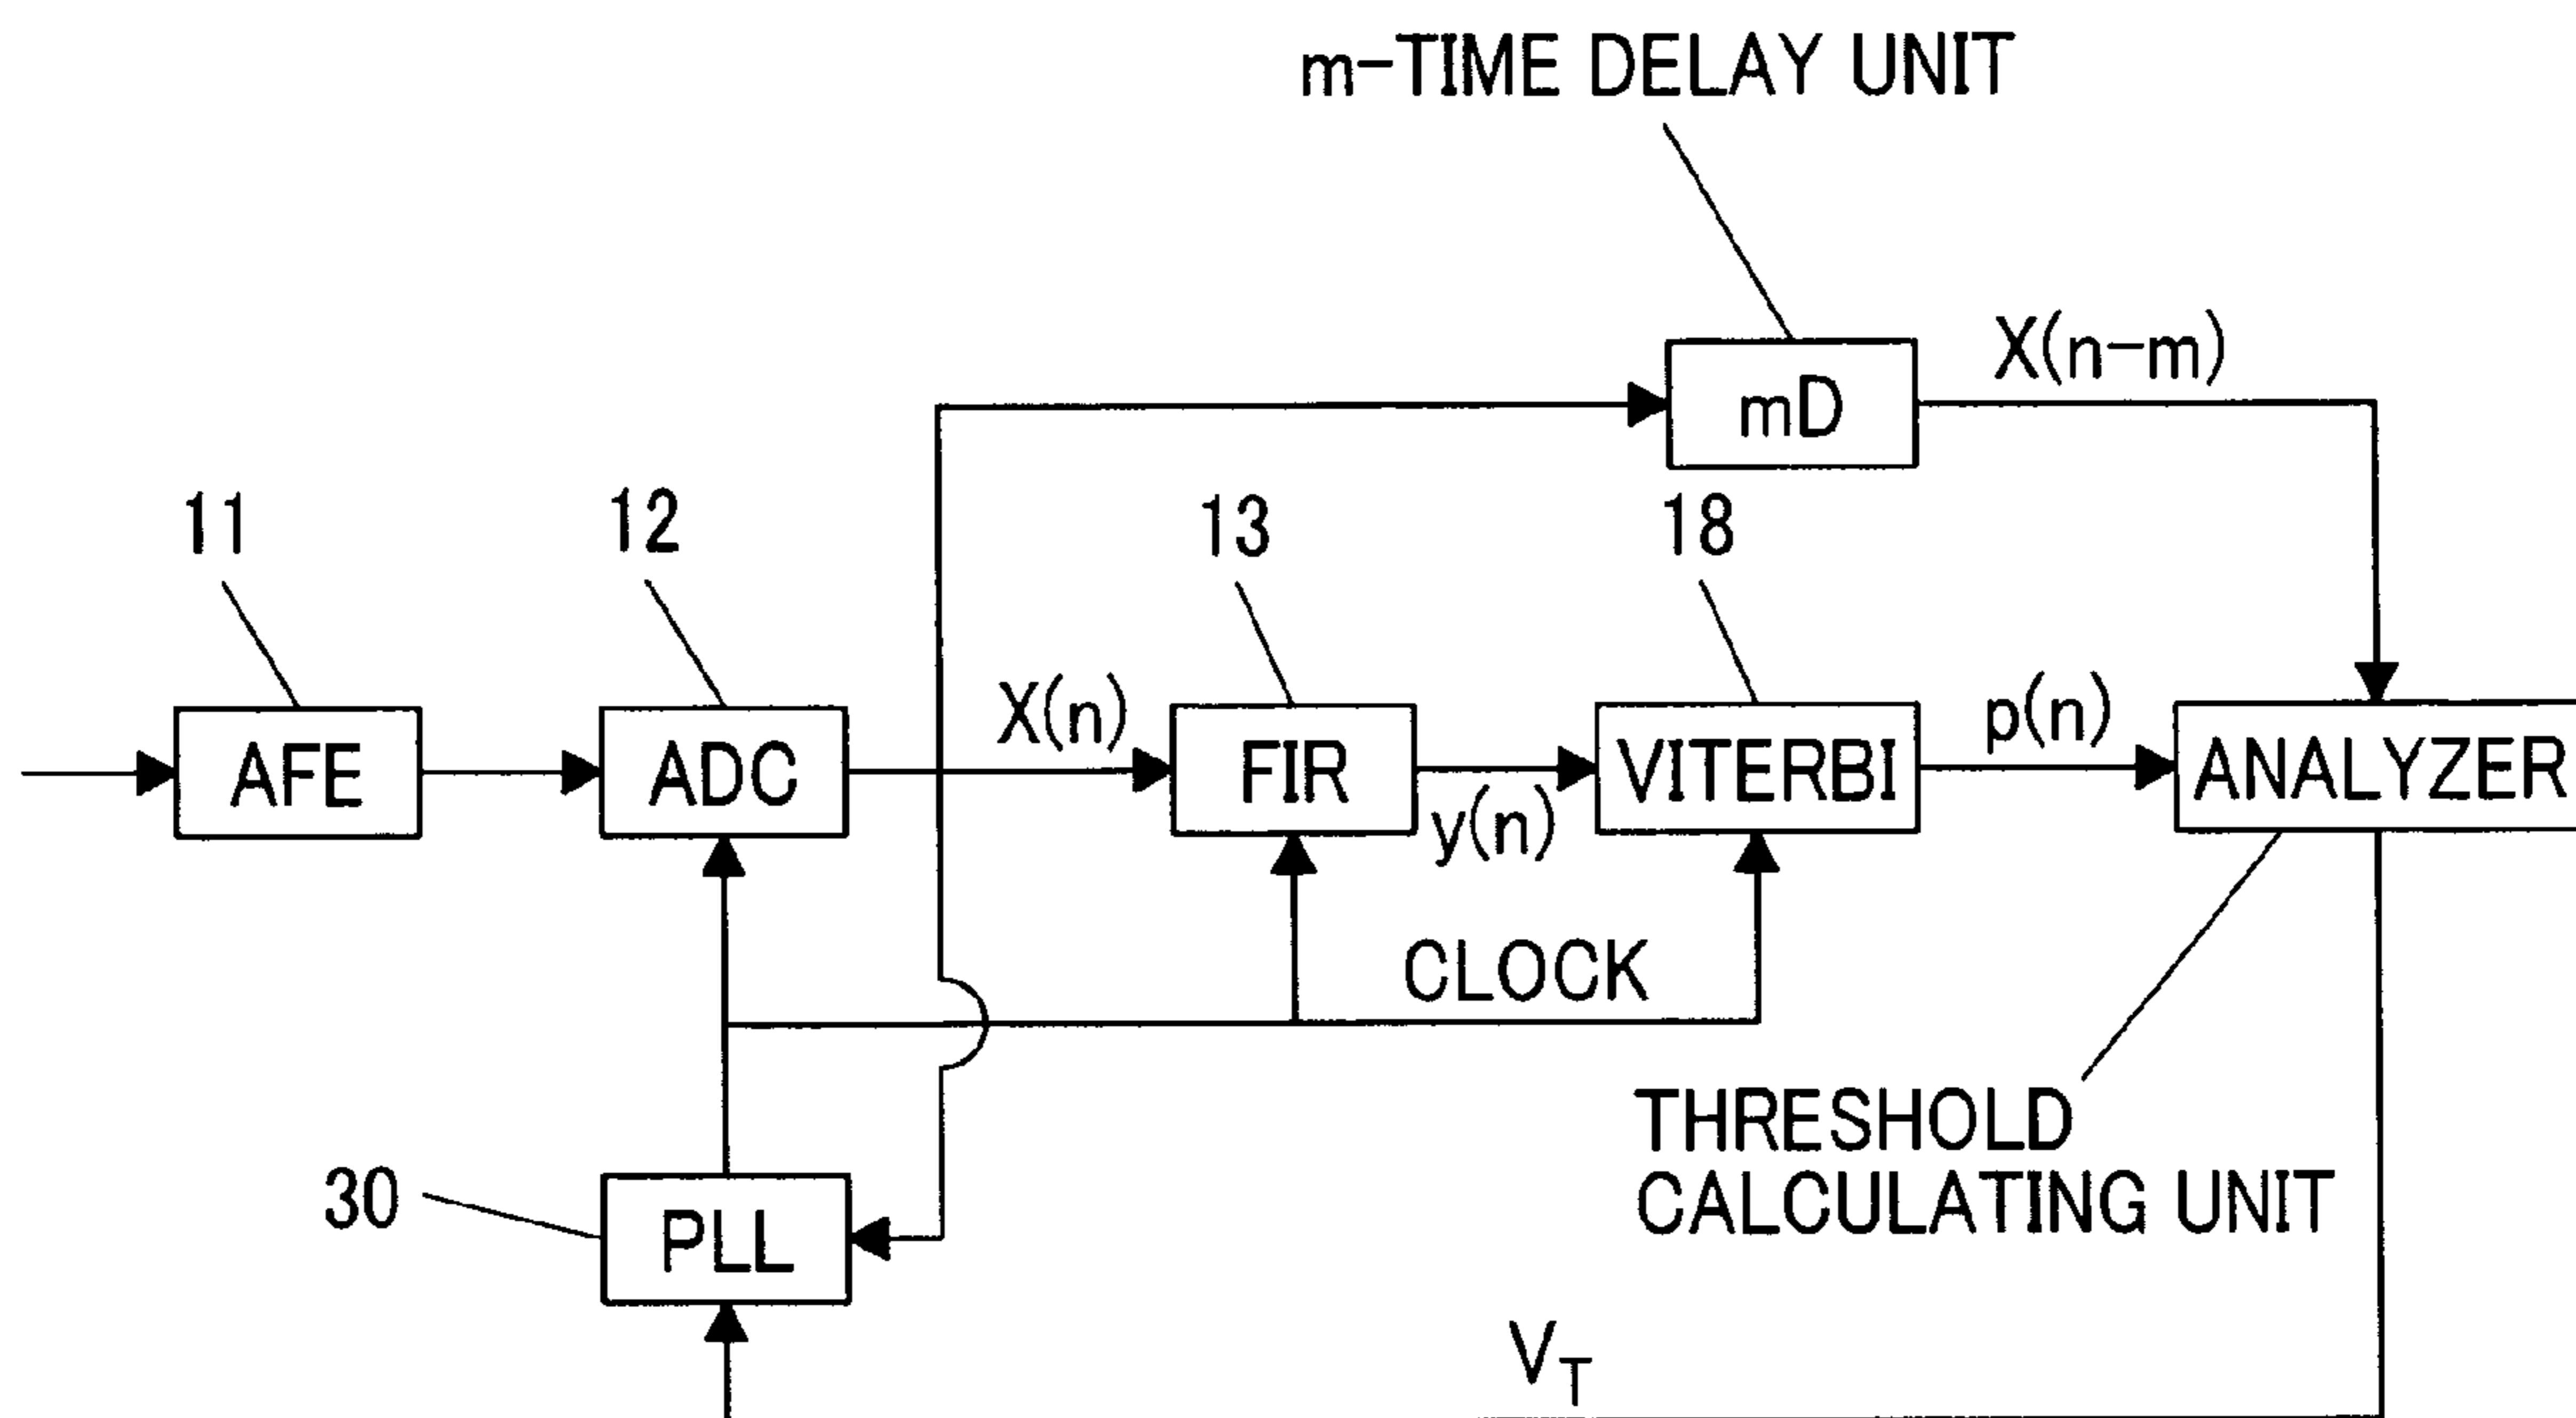 m-TIME DELAY UNIT
X(n-m)
mD
11
12
13
18
X(n)
p(n)
AFE
ADC
FIR
VITERBI
ANALYZER
y(n)
CLOCK
THRESHOLD
CALCULATING UNIT
30
PLL
VT